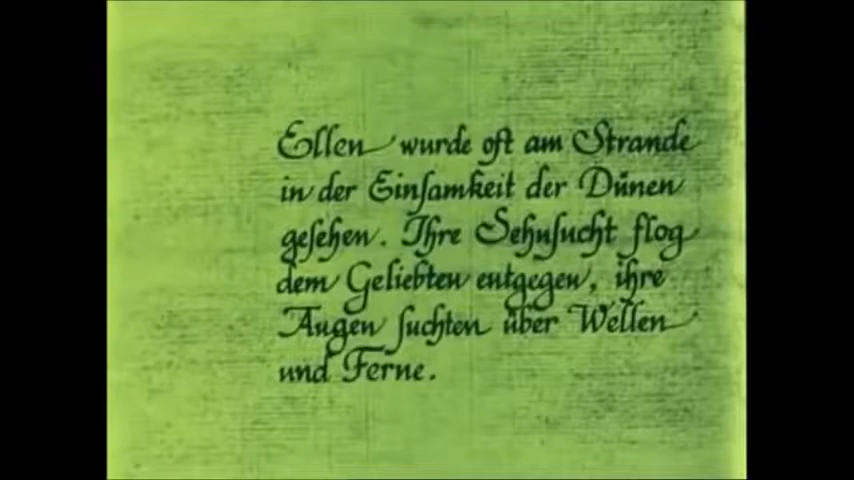 Ellen wurde oft am Strande
in der Einſamkeit der Dünen
geſehen. Ihre Sehnſucht flog
dem Geliebten entgegen, ihre
Augen ſuchten über Wellen
und Ferne.